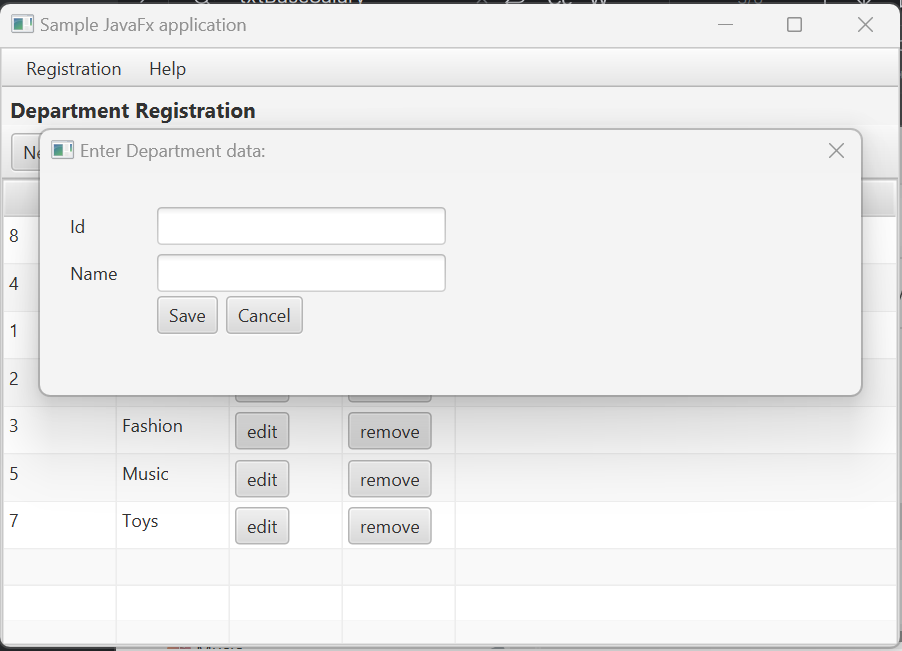 Sample JavaFx application
Registration Help
Department Registration
Enter Department data:
Id
Name
Save Cancel
8
4
1
2
3 Fashion edit remove
5 Music edit remove
7 Toys edit remove